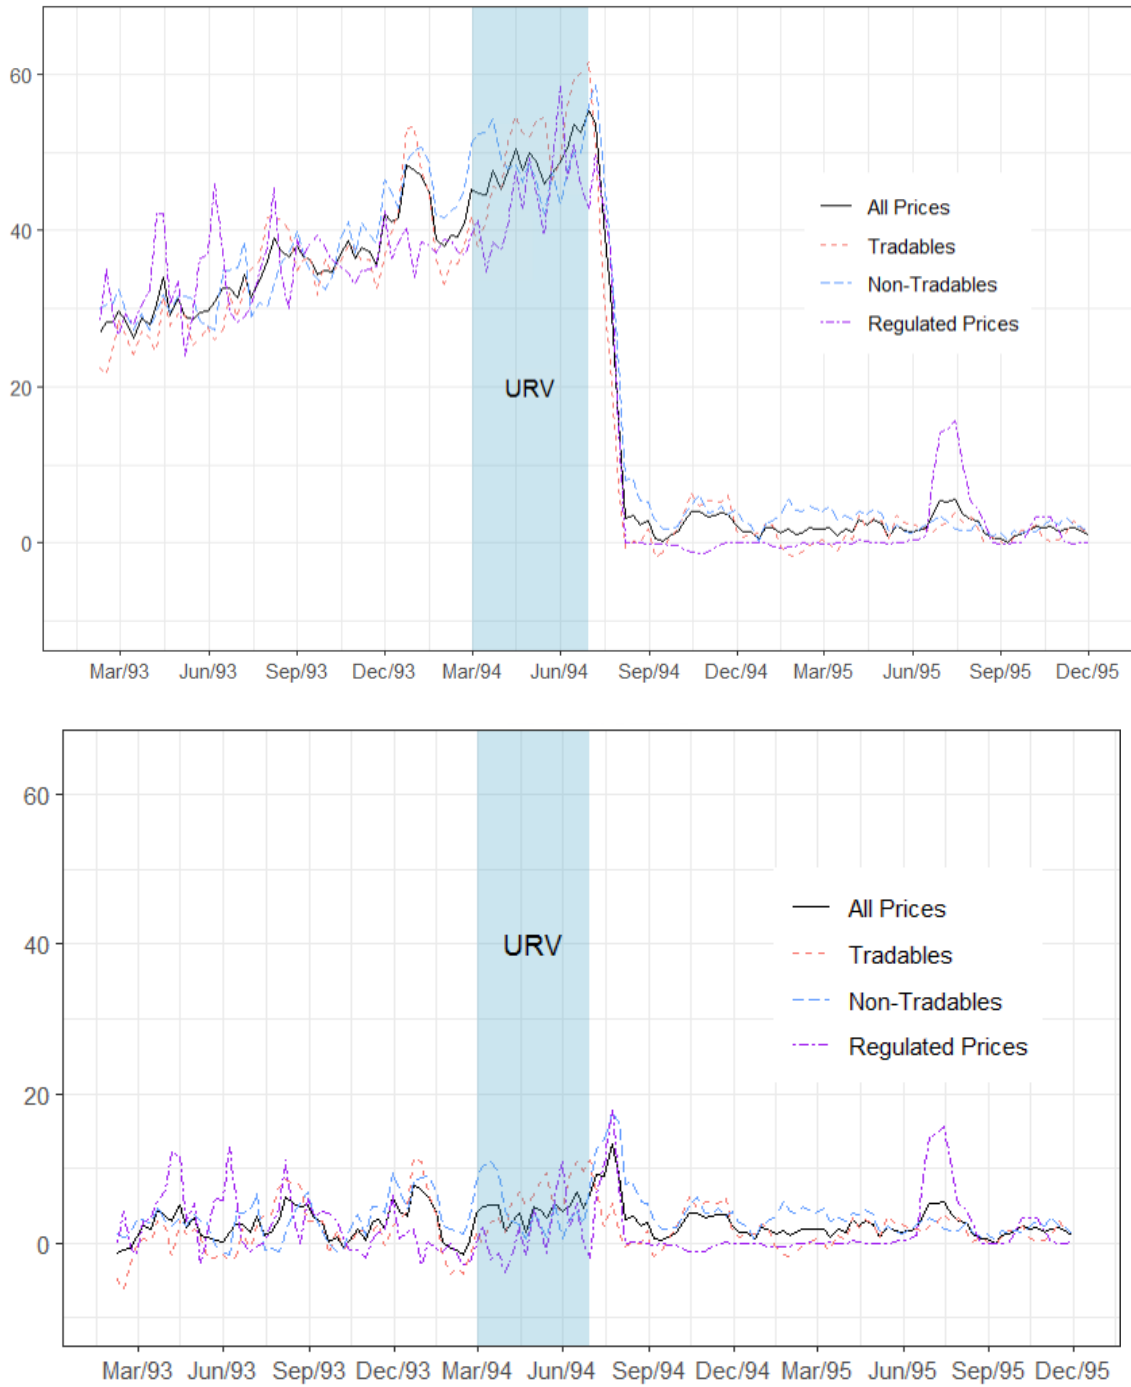 60
40
20
0
URV
All Prices
Tradables
Non-Tradables
Regulated Prices
Mar/93 Jun/93 Sep/93 Dec/93 Mar/94 Jun/94 Sep/94 Dec/94 Mar/95 Jun/95 Sep/95 Dec/95
60
40
20
0
URV
All Prices
Tradables
Non-Tradables
Regulated Prices
Mar/93 Jun/93 Sep/93 Dec/93 Mar/94 Jun/94 Sep/94 Dec/94 Mar/95 Jun/95 Sep/95 Dec/95